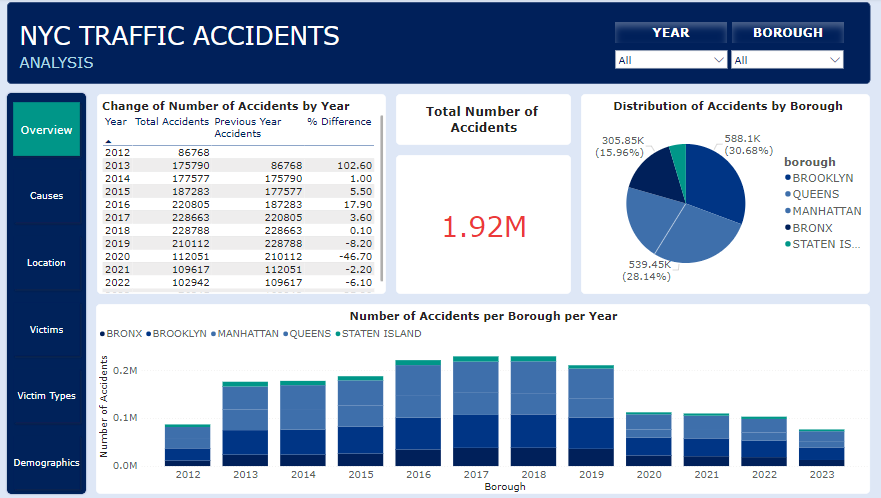 NYC TRAFFIC ACCIDENTS
ANALYSIS
YEAR BOROUGH
All All
Overview
Causes
Location
Victims
Victim Types
Demographics
Change of Number of Accidents by Year
Year Total Accidents Previous Year Accidents % Difference
2012 86768
2013 175790 86768 102.60
2014 177577 175790 1.00
2015 187283 177577 5.50
2016 220805 187283 17.90
2017 228663 220805 3.60
2018 228788 228663 0.10
2019 210112 228788 -8.20
2020 112051 210112 -46.70
2021 109617 112051 -2.20
2022 102942 109617 -6.10
Total Number of
Accidents
1.92M
Distribution of Accidents by Borough
305.85K
(15.96%)
588.1K
(30.68%)
539.45K
(28.14%)
borough
BROOKLYN
QUEENS
MANHATTAN
BRONX
STATEN IS...
Number of Accidents per Borough per Year
BRONX BROOKLYN MANHATTAN QUEENS STATEN ISLAND
Number of Accidents
0.2M
0.1M
0.0M
2012 2013 2014 2015 2016 2017 2018 2019 2020 2021 2022 2023
Borough